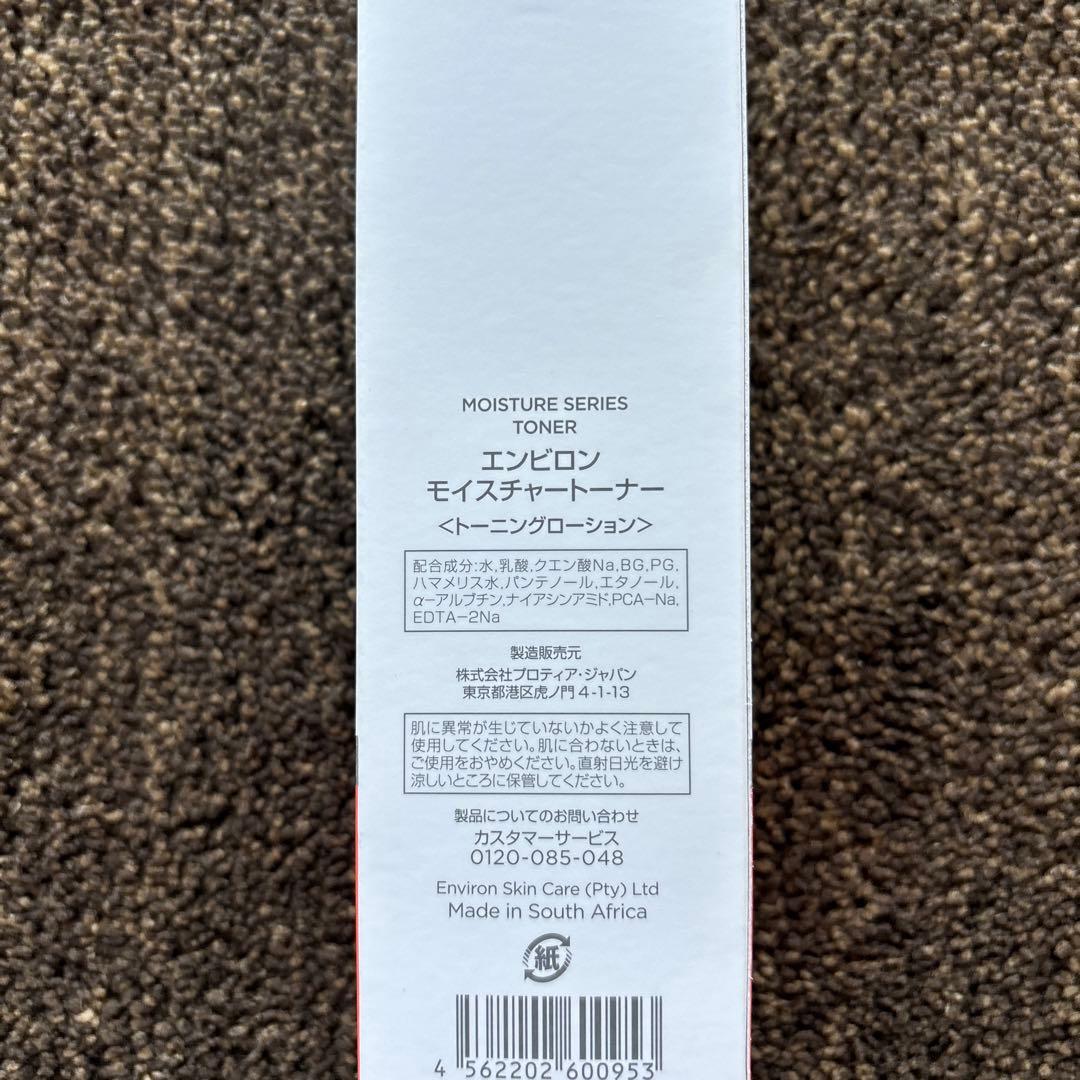 MOISTURE SERIES
TONER
エンビロン
モイスチャートーナー
<トーニングローション>
配合成分:水,乳酸,クエン酸Na,BG,PG,
ハマメリス水,パンテノール,エタノール,
α-アルブチン,ナイアシンアミド,PCA-Na,
EDTA-2Na
製造販売元
株式会社プロティア・ジャパン
東京都港区虎ノ門4-1-13
肌に異常が生じていないかよく注意して
使用してください。肌に合わないときは、
ご使用をおやめください。直射日光を避け
涼しいところに保管してください。
製品についてのお問い合わせ
カスタマーサービス
0120-085-048
Environ Skin Care (Pty) Ltd
Made in South Africa
紙
4 562202 600953